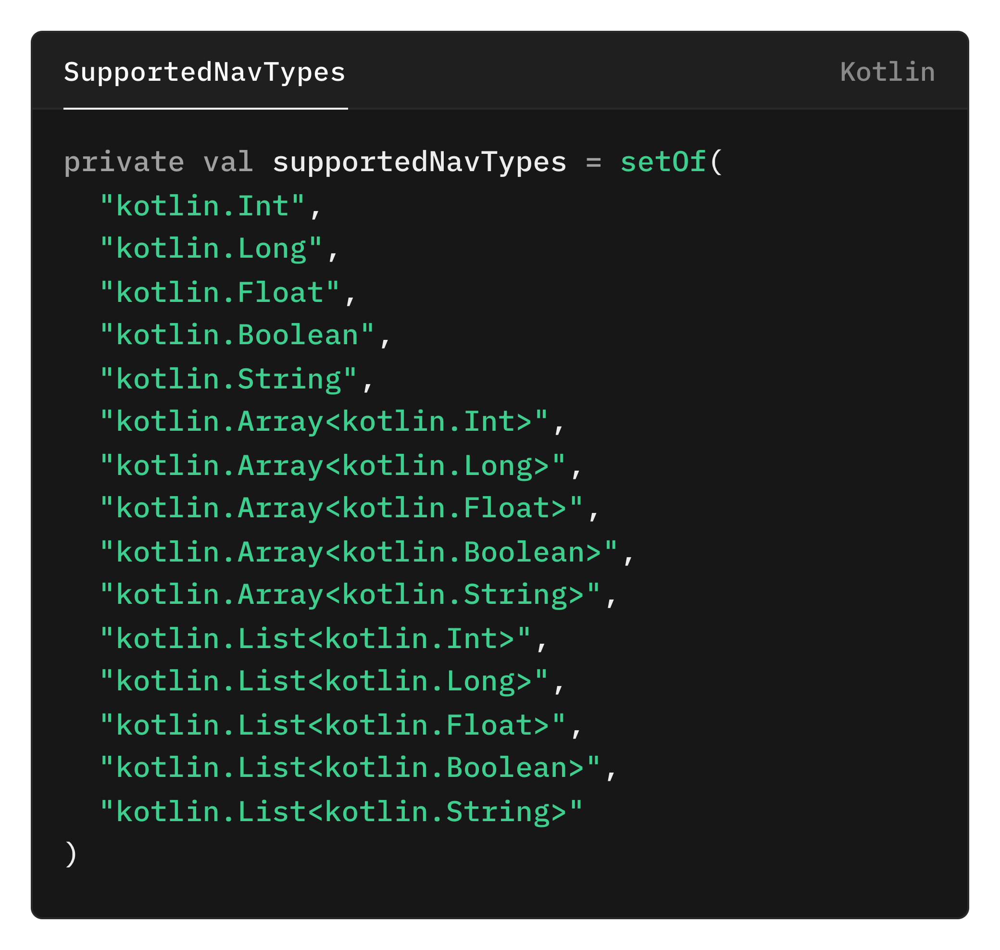 SupportedNavTypes
Kotlin
private val supportedNavTypes = setOf(
  "kotlin.Int",
  "kotlin.Long",
  "kotlin.Float",
  "kotlin.Boolean",
  "kotlin.String",
  "kotlin.Array<kotlin.Int>",
  "kotlin.Array<kotlin.Long>",
  "kotlin.Array<kotlin.Float>",
  "kotlin.Array<kotlin.Boolean>",
  "kotlin.Array<kotlin.String>",
  "kotlin.List<kotlin.Int>",
  "kotlin.List<kotlin.Long>",
  "kotlin.List<kotlin.Float>",
  "kotlin.List<kotlin.Boolean>",
  "kotlin.List<kotlin.String>"
)